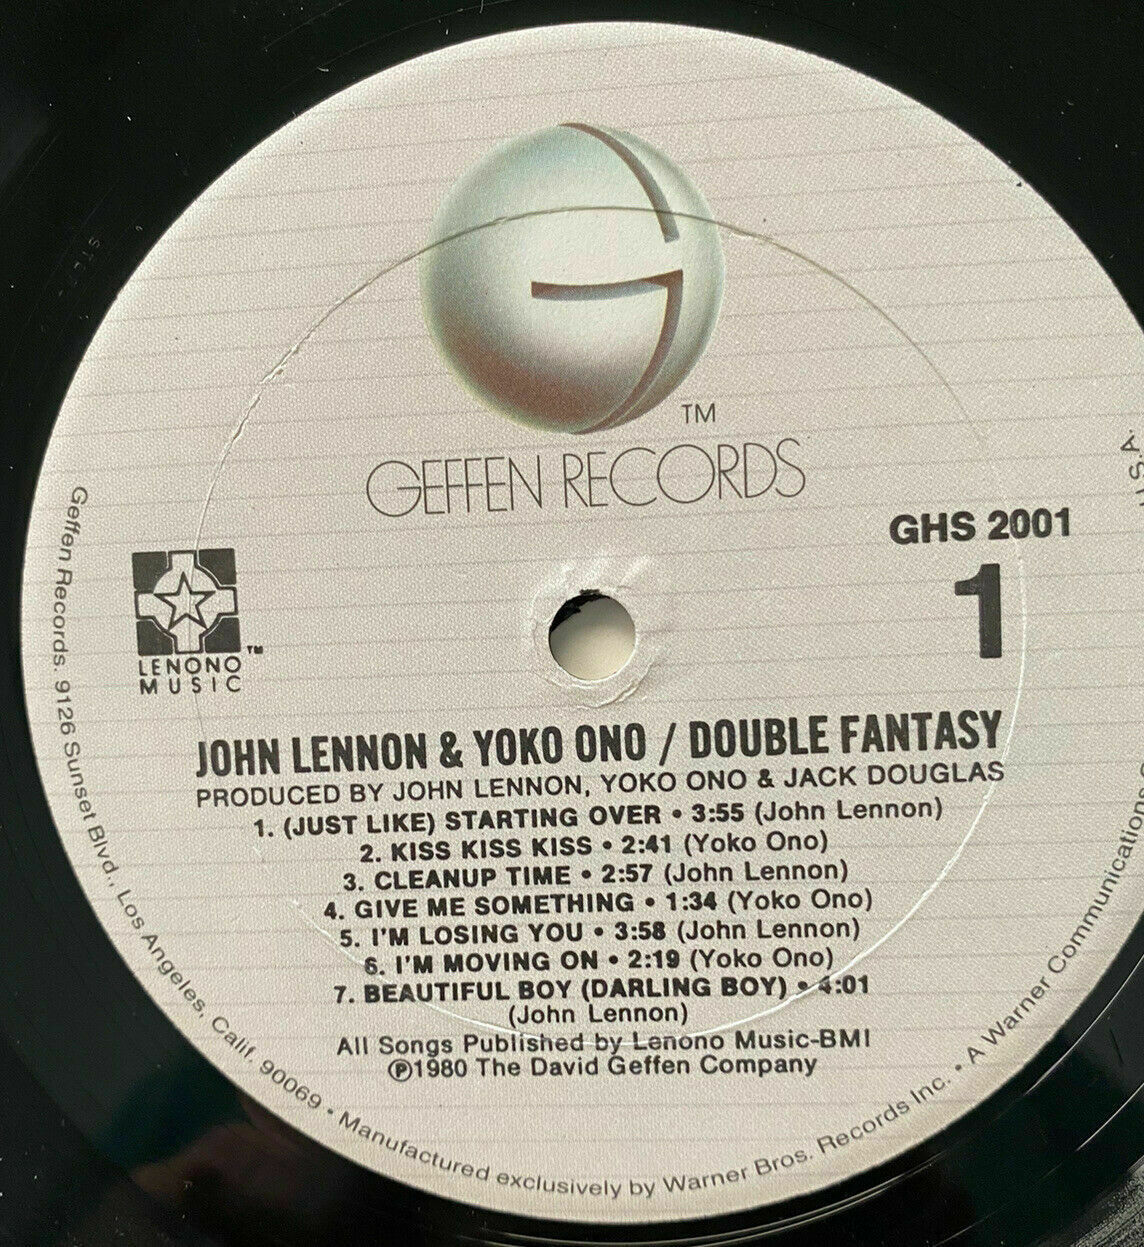 TM
GEFFEN RECORDS
GHS 2001
1
LENONO™
MUSIC
JOHN LENNON & YOKO ONO / DOUBLE FANTASY
PRODUCED BY JOHN LENNON, YOKO ONO & JACK DOUGLAS
1. (JUST LIKE) STARTING OVER • 3:55 (John Lennon)
2. KISS KISS KISS • 2:41 (Yoko Ono)
3. CLEANUP TIME • 2:57 (John Lennon)
4. GIVE ME SOMETHING • 1:34 (Yoko Ono)
5. I'M LOSING YOU • 3:58 (John Lennon)
6. I'M MOVING ON • 2:19 (Yoko Ono)
7. BEAUTIFUL BOY (DARLING BOY) • 4:01
(John Lennon)
All Songs Published by Lenono Music-BMI
℗1980 The David Geffen Company
Geffen Records. 9126 Sunset Blvd., Los Angeles, Calif. 90069 • Manufactured exclusively by Warner Bros. Records Inc. • A Warner Communications